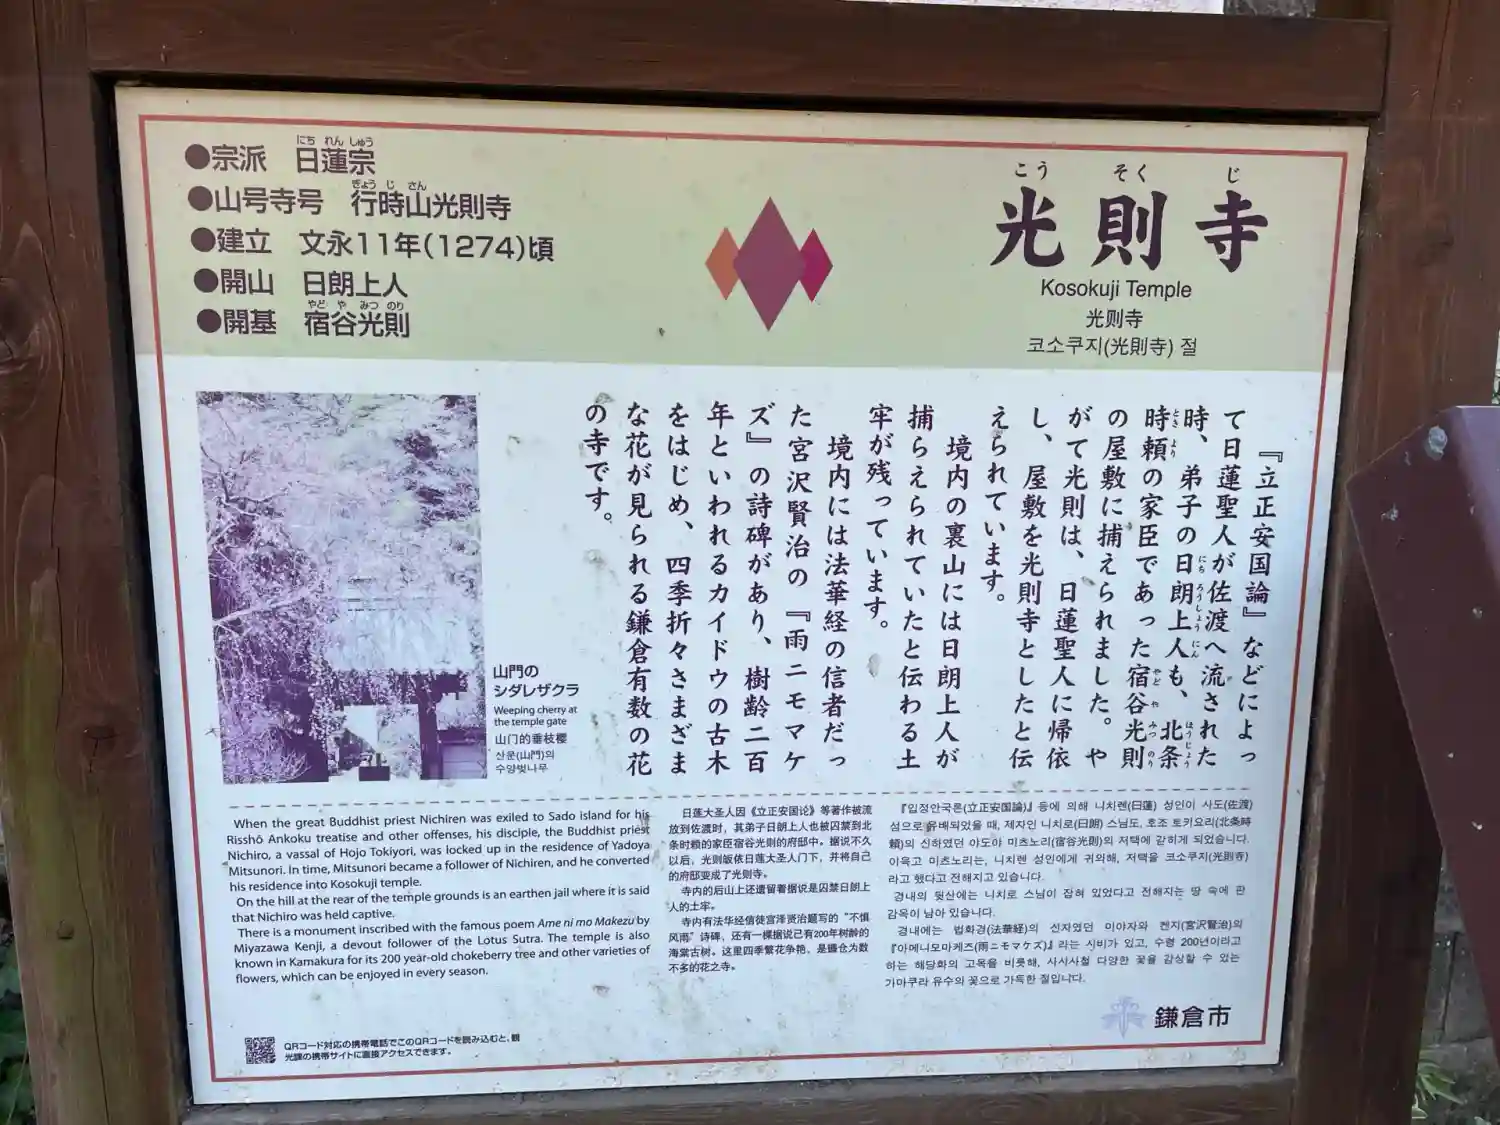 ●宗派 日蓮宗
にち れん しゅう
●山号寺号 行時山光則寺
ぎょう じ さん
●建立 文永11年(1274)頃
●開山 日朗上人
●開基 宿谷光則
やど や みつ のり
こう そく じ
光則寺
Kosokuji Temple
光则寺
코소쿠지(光則寺) 절
『立正安国論』などによっ
て日蓮聖人が佐渡へ流された
時、弟子の日朗上人も、北条
時頼の家臣であった宿谷光則
の屋敷に捕えられました。や
がて光則は、日蓮聖人に帰依
し、屋敷を光則寺としたと伝
えられています。
境内の裏山には日朗上人が
捕らえられていたと伝わる土
牢が残っています。
境内には法華経の信者だっ
た宮沢賢治の『雨ニモマケ
ズ』の詩碑があり、樹齢二百
年といわれるカイドウの古木
をはじめ、四季折々さまざま
な花が見られる鎌倉有数の花
の寺です。
山門の
シダレザクラ
Weeping cherry at
the temple gate
山门的垂枝樱
산문(山門)의
수양벚나무
When the great Buddhist priest Nichiren was exiled to Sado island for his
Risshō Ankoku treatise and other offenses, his disciple, the Buddhist priest
Nichiro, a vassal of Hojo Tokiyori, was locked up in the residence of Yadoya
Mitsunori. In time, Mitsunori became a follower of Nichiren, and he converted
his residence into Kosokuji temple.
On the hill at the rear of the temple grounds is an earthen jail where it is said
that Nichiro was held captive.
There is a monument inscribed with the famous poem Ame ni mo Makezu by
Miyazawa Kenji, a devout follower of the Lotus Sutra. The temple is also
known in Kamakura for its 200 year-old chokeberry tree and other varieties of
flowers, which can be enjoyed in every season.
日莲大圣人因《立正安国论》等著作被流
放到佐渡时，其弟子日朗上人也被囚禁到北
条时赖的家臣宿谷光则的府邸中。据说不久
以后，光则皈依日莲大圣人门下，并将自己
的府邸变成了光则寺。
寺内的后山上还遗留着据说是囚禁日朗上
人的土牢。
寺内有法华经信徒宫泽贤治题写的“不惧
风雨”诗碑，还有一棵据说已有200年树龄的
海棠古树。这里四季繁花争艳，是镰仓为数
不多的花之寺。
『입정안국론(立正安国論)』등에 의해 니치렌(日蓮) 성인이 사도(佐渡)
섬으로 유배되었을 때, 제자인 니치로(日朗) 스님도, 호조 토키요리(北条時
頼)의 신하였던 야도야 미츠노리(宿谷光則)의 저택에 갇히게 되었습니다.
이윽고 미츠노리는, 니치렌 성인에게 귀의해, 저택을 코소쿠지(光則寺)
라고 했다고 전해지고 있습니다.
경내의 뒷산에는 니치로 스님이 잡혀 있었다고 전해지는 땅 속에 판
감옥이 남아 있습니다.
경내에는 법화경(法華経)의 신자였던 미야자와 켄지(宮沢賢治)의
『아메니모마케즈(雨ニモマケズ)』라는 시비가 있고, 수령 200년이라고
하는 해당화의 고목을 비롯해, 사시사철 다양한 꽃을 감상할 수 있는
가마쿠라 유수의 꽃으로 가득한 절입니다.
QRコード対応の携帯電話でこのQRコードを読み込むと、観
光課の携帯サイトに直接アクセスできます。
鎌倉市